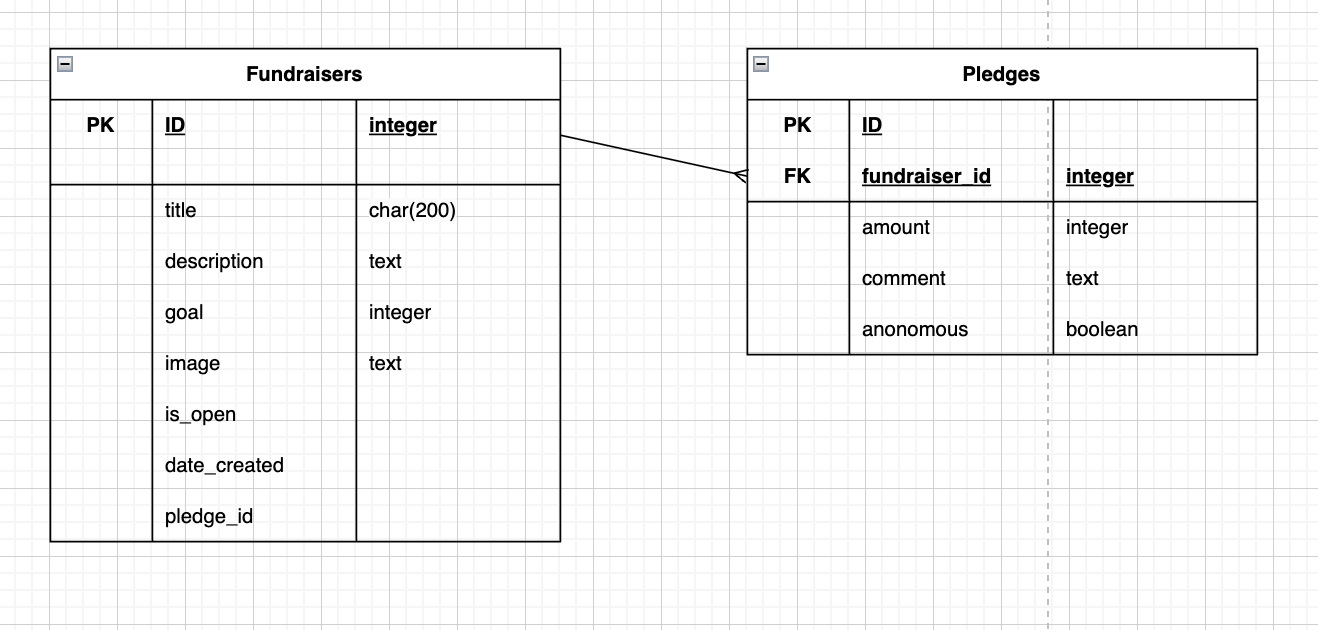 Fundraisers
PK ID integer
title char(200)
description text
goal integer
image text
is_open
date_created
pledge_id
Pledges
PK ID
FK fundraiser_id integer
amount integer
comment text
anonomous boolean